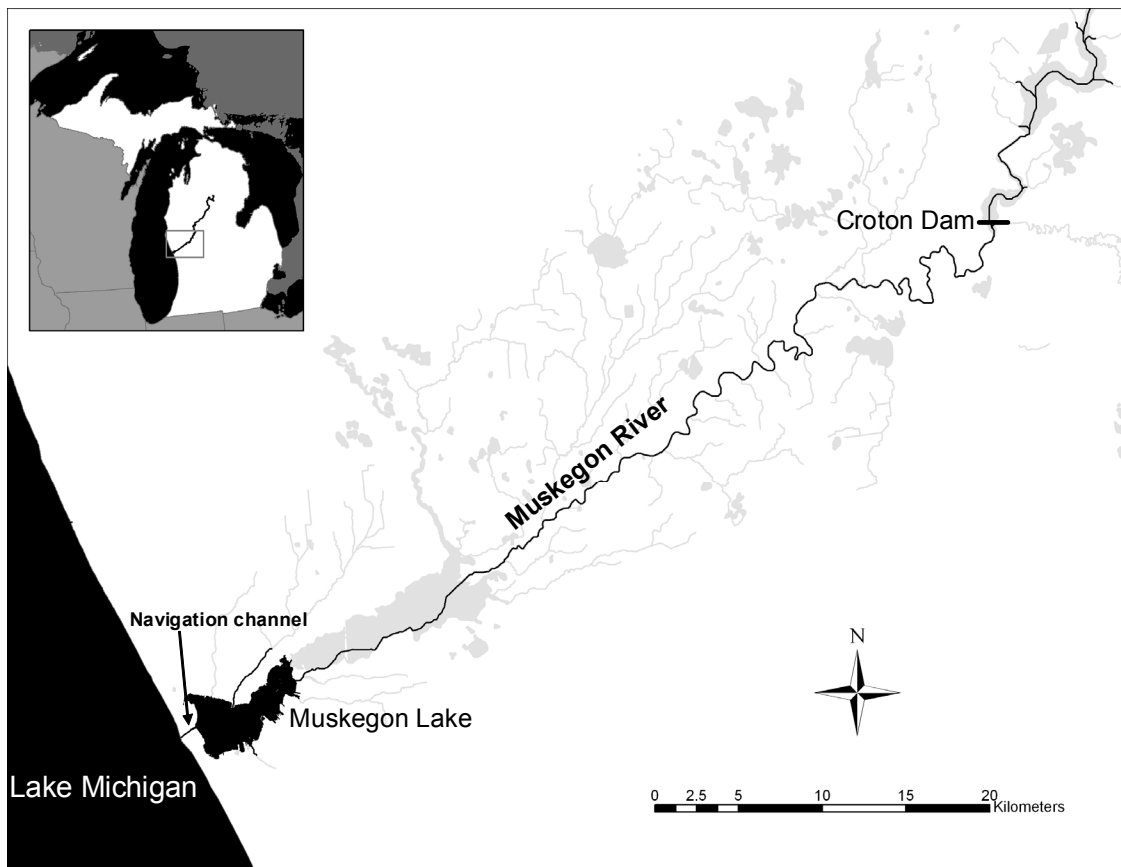 Croton Dam
Muskegon River
Navigation channel
N
Muskegon Lake
Lake Michigan
0 2.5 5 10 15 20
Kilometers